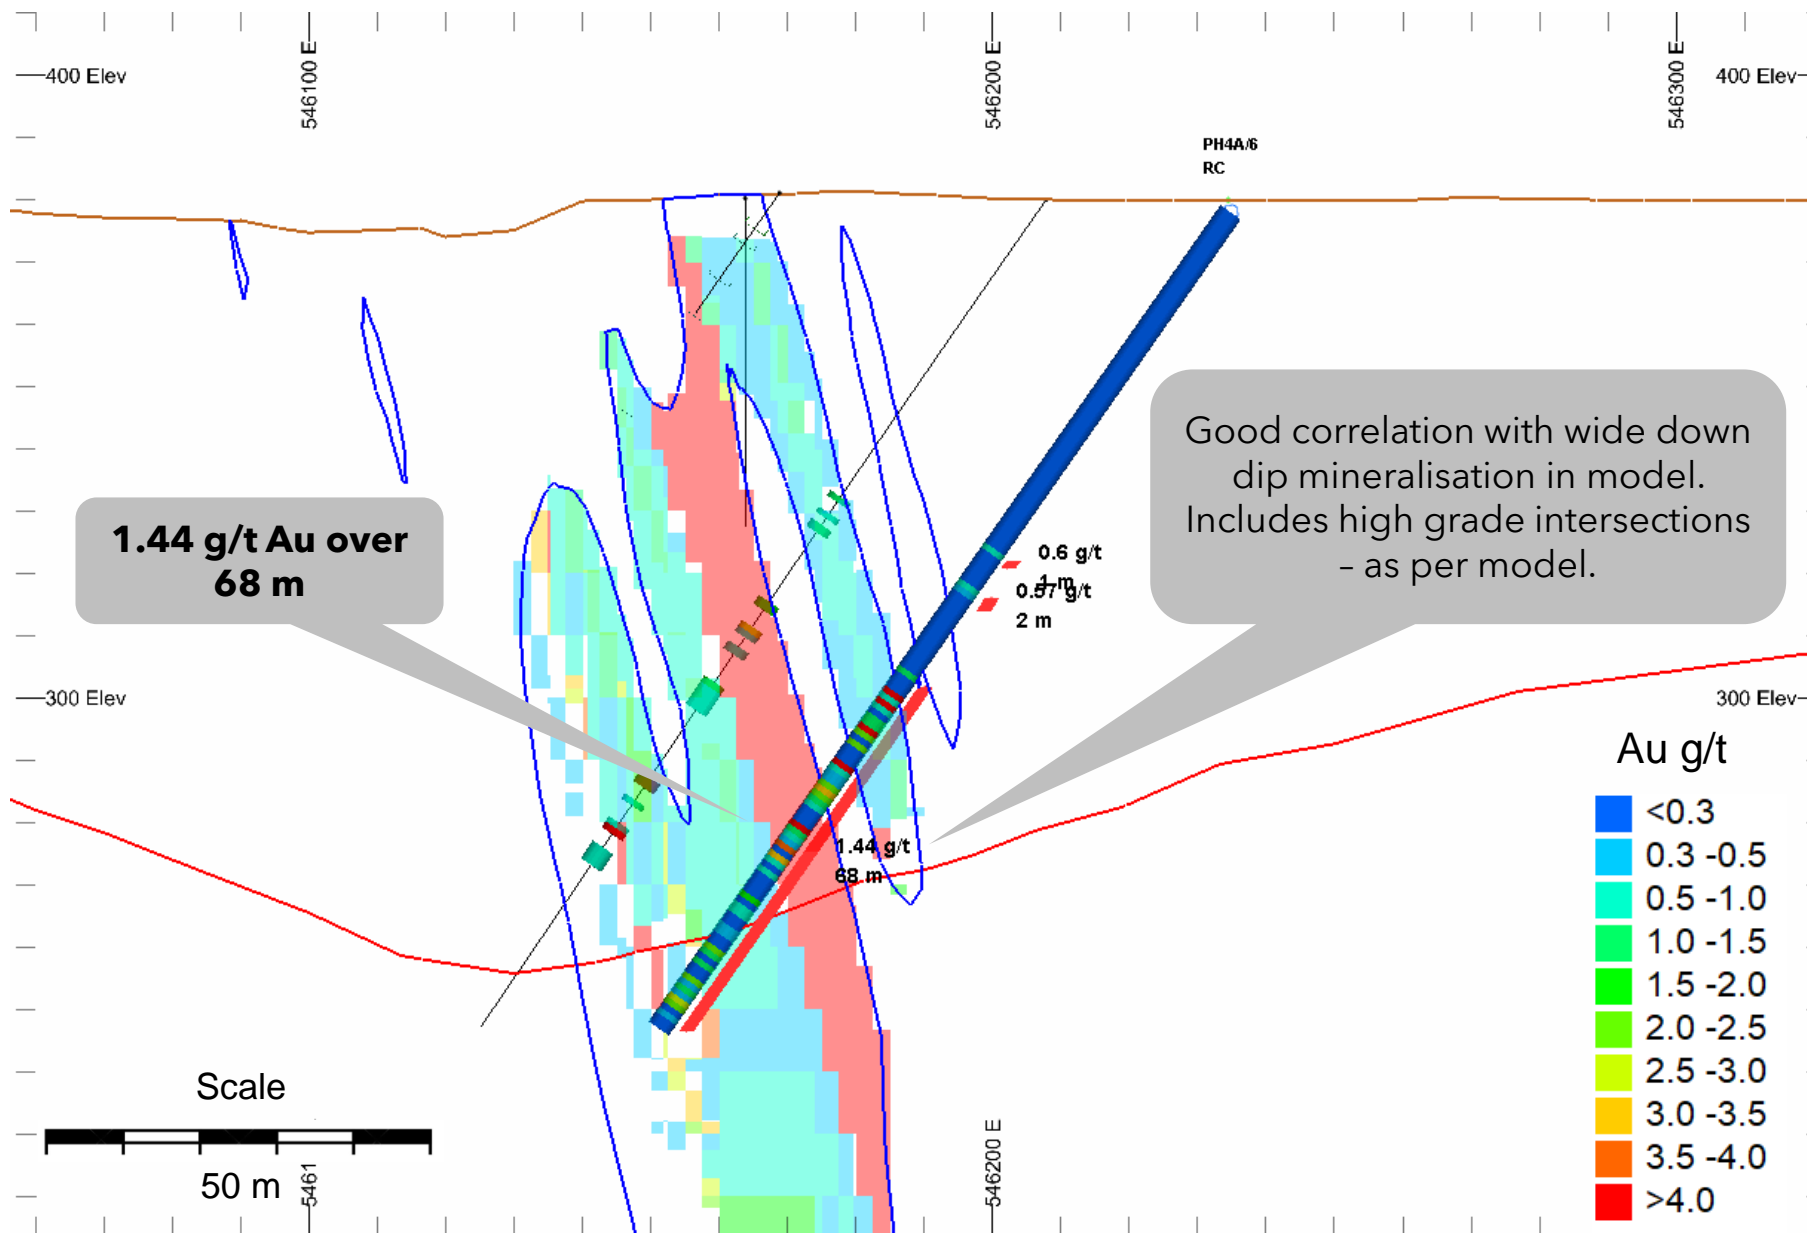 546100 E
546200 E
546300 E
400 Elev
400 Elev
PH4A/6
RC
Good correlation with wide down
dip mineralisation in model.
Includes high grade intersections
– as per model.
1.44 g/t Au over
68 m
0.6 g/t
1 m
0.57 g/t
2 m
300 Elev
300 Elev
Au g/t
<0.3
0.3 -0.5
0.5 -1.0
1.0 -1.5
1.5 -2.0
2.0 -2.5
2.5 -3.0
3.0 -3.5
3.5 -4.0
>4.0
1.44 g/t
68 m
Scale
50 m
5461
546200 E